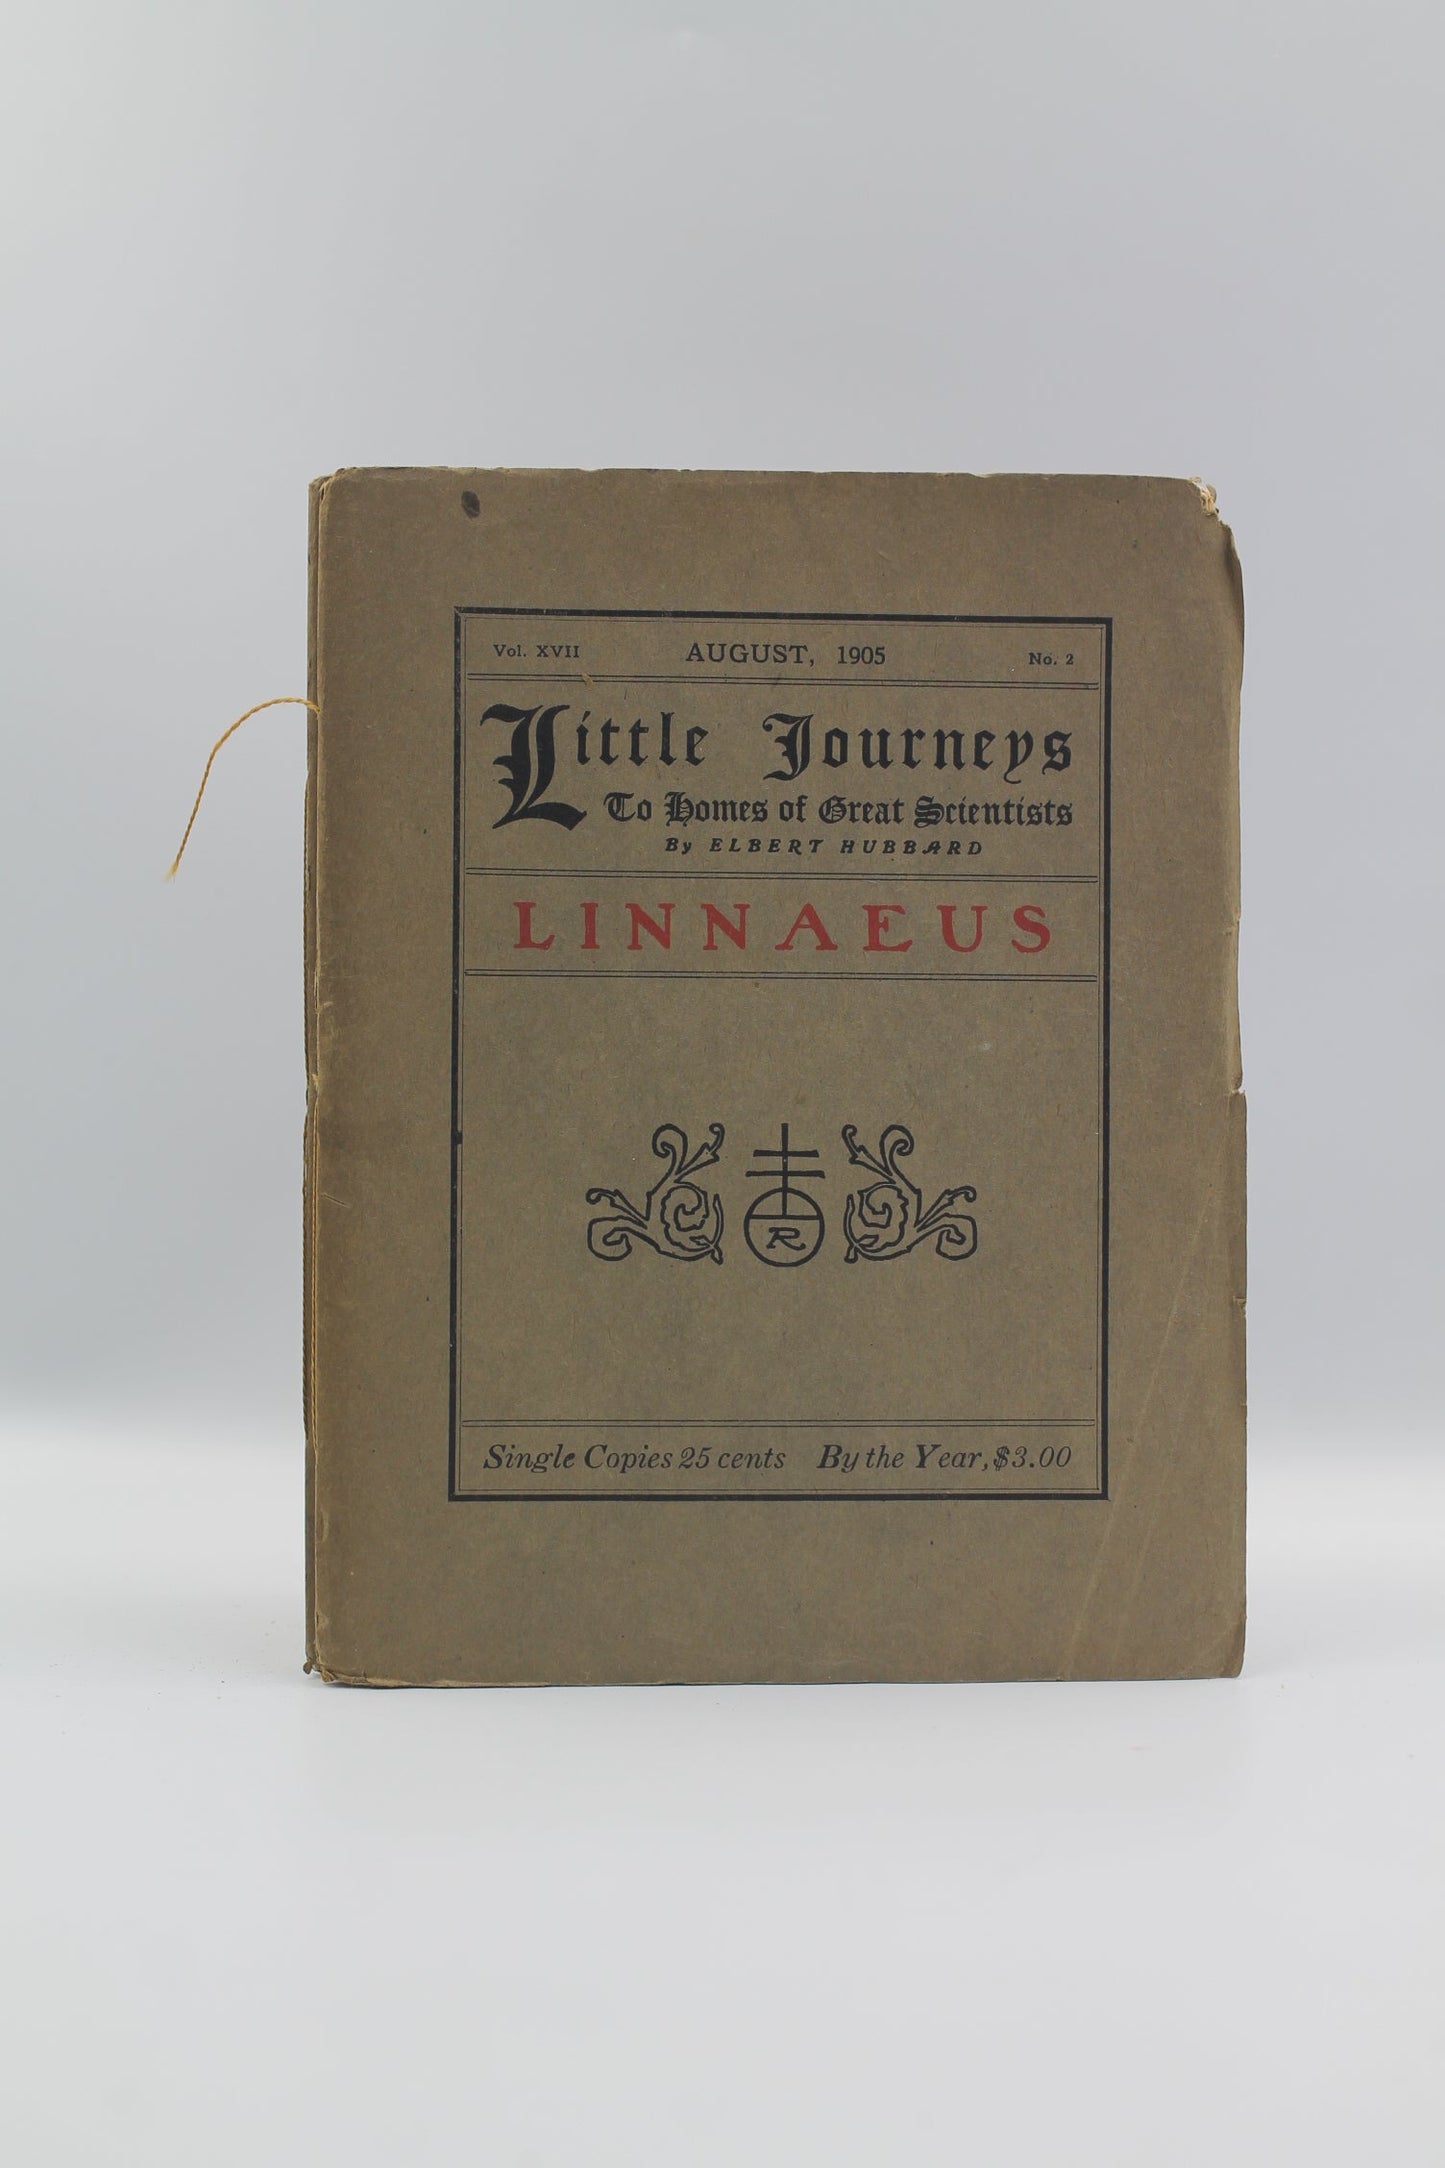 Vol. XVII AUGUST, 1905 No. 2
Little Journeys
To Homes of Great Scientists
By ELBERT HUBBARD
LINNAEUS
R
Single Copies 25 cents By the Year, $3.00